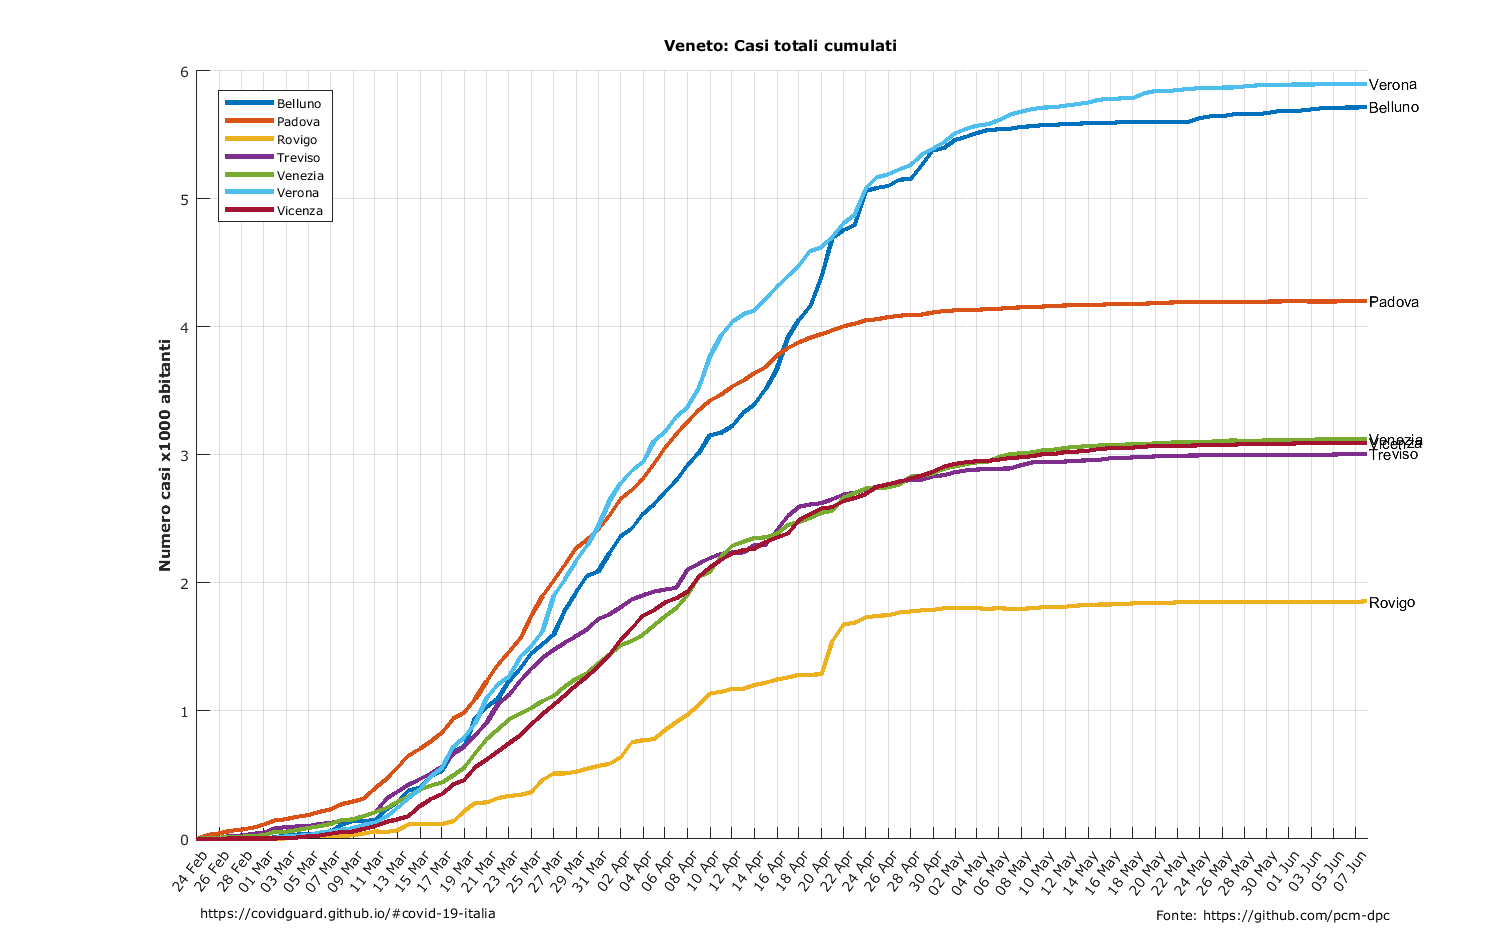 Veneto: Casi totali cumulati
Numero casi x1000 abitanti
6
5
4
3
2
1
0
Belluno
Padova
Rovigo
Treviso
Venezia
Verona
Vicenza
Verona
Belluno
Padova
Venezia
Vicenza
Treviso
Rovigo
24 Feb
26 Feb
28 Feb
01 Mar
03 Mar
05 Mar
07 Mar
09 Mar
11 Mar
13 Mar
15 Mar
17 Mar
19 Mar
21 Mar
23 Mar
25 Mar
27 Mar
29 Mar
31 Mar
02 Apr
04 Apr
06 Apr
08 Apr
10 Apr
12 Apr
14 Apr
16 Apr
18 Apr
20 Apr
22 Apr
24 Apr
26 Apr
28 Apr
30 Apr
02 May
04 May
06 May
08 May
10 May
12 May
14 May
16 May
18 May
20 May
22 May
24 May
26 May
28 May
30 May
01 Jun
03 Jun
05 Jun
07 Jun
https://covidguard.github.io/#covid-19-italia
Fonte: https://github.com/pcm-dpc